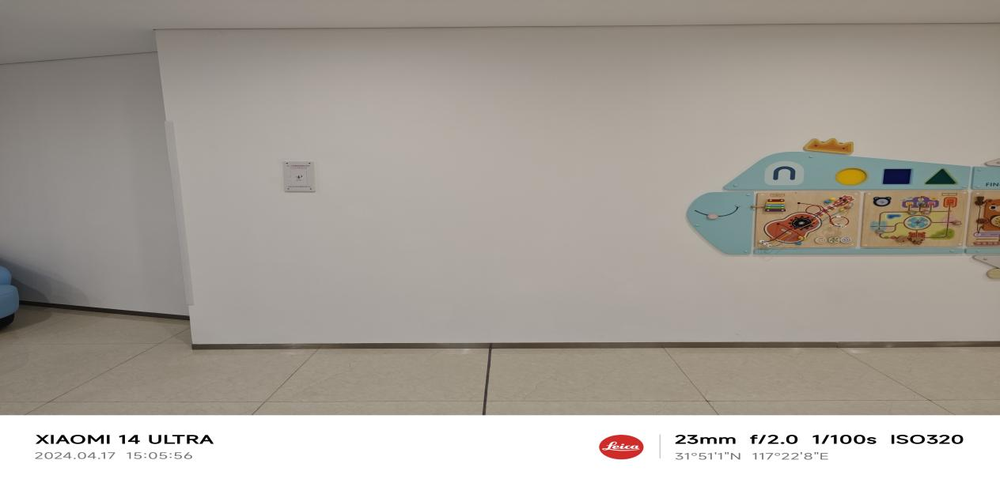 FIN
XIAOMI 14 ULTRA
2024.04.17 15:05:56
Leica
23mm f/2.0 1/100s ISO320
31°51'1"N 117°22'8"E